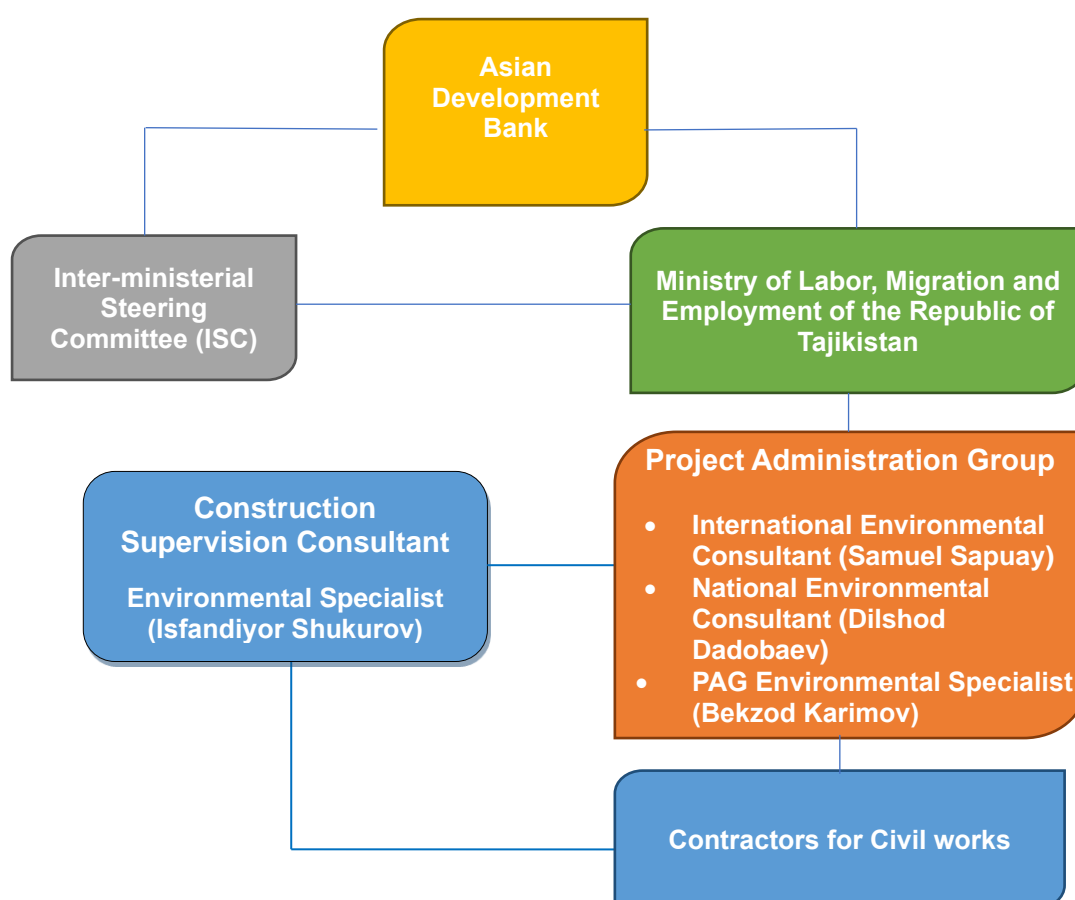 Asian
Development
Bank
Inter-ministerial
Steering
Committee (ISC)
Ministry of Labor, Migration and
Employment of the Republic of
Tajikistan
Construction
Supervision Consultant
Environmental Specialist
(Isfandiyor Shukurov)
Project Administration Group
• International Environmental
Consultant (Samuel Sapuay)
• National Environmental
Consultant (Dilshod
Dadobaev)
• PAG Environmental Specialist
(Bekzod Karimov)
Contractors for Civil works